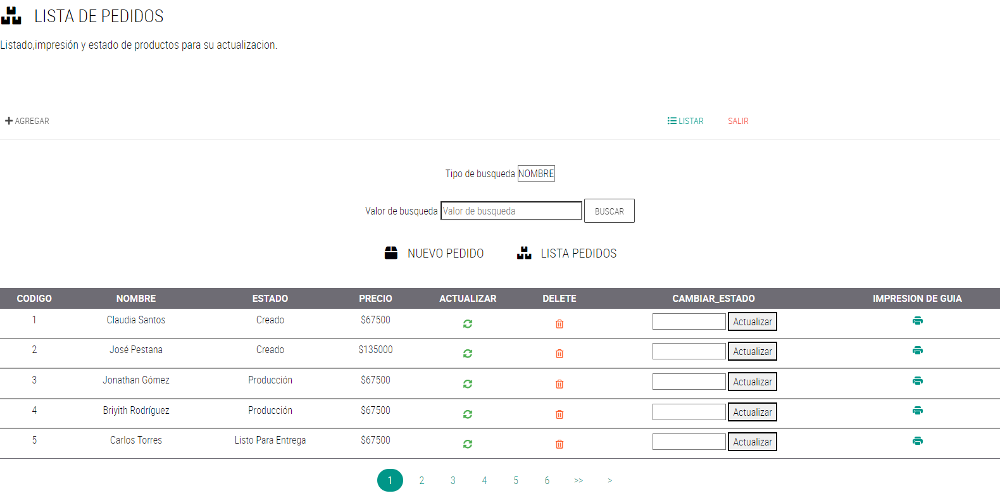 LISTA DE PEDIDOS
Listado,impresión y estado de productos para su actualizacion.
AGREGAR LISTAR SALIR
Tipo de busqueda NOMBRE
Valor de busqueda Valor de busqueda BUSCAR
NUEVO PEDIDO LISTA PEDIDOS
CODIGO NOMBRE ESTADO PRECIO ACTUALIZAR DELETE CAMBIAR_ESTADO IMPRESION DE GUIA
1 Claudia Santos Creado $67500 Actualizar
2 José Pestana Creado $135000 Actualizar
3 Jonathan Gómez Producción $67500 Actualizar
4 Briyith Rodríguez Producción $67500 Actualizar
5 Carlos Torres Listo Para Entrega $67500 Actualizar
1 2 3 4 5 6 >> >